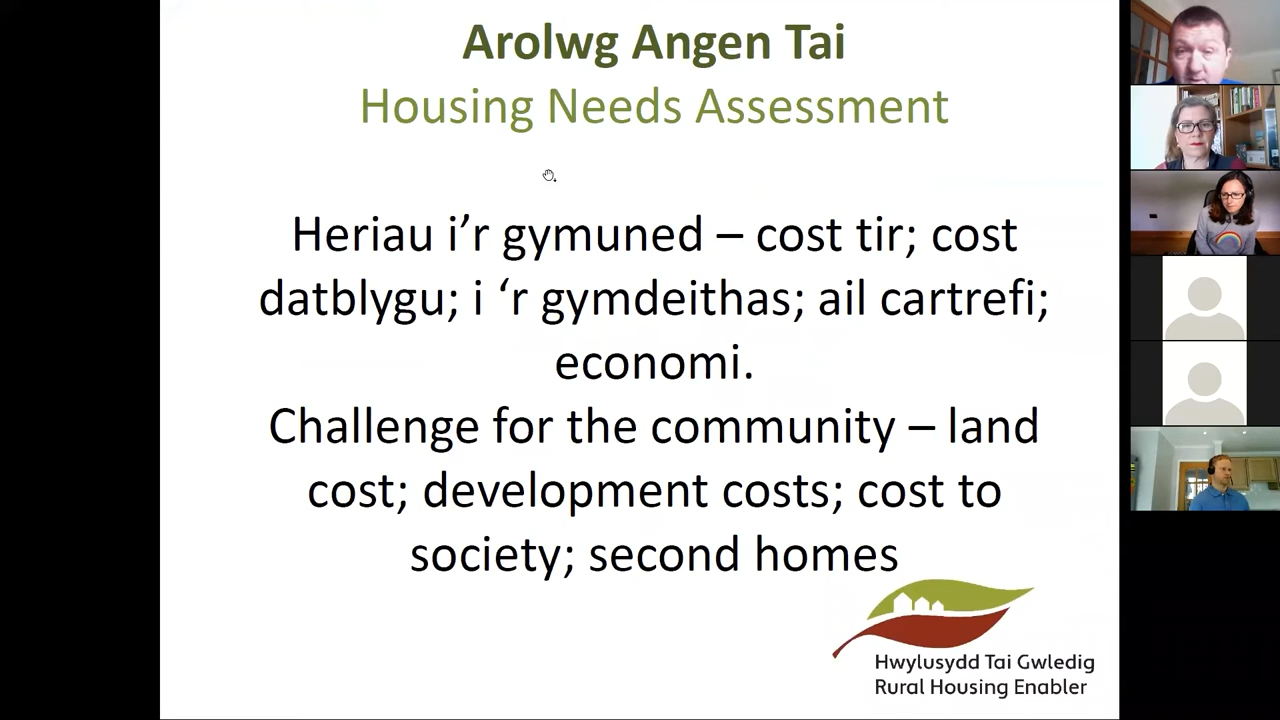 Arolwg Angen Tai
Housing Needs Assessment
Heriau i’r gymuned – cost tir; cost
datblygu; i ‘r gymdeithas; ail cartrefi;
economi.
Challenge for the community – land
cost; development costs; cost to
society; second homes
Hwylusydd Tai Gwledig
Rural Housing Enabler